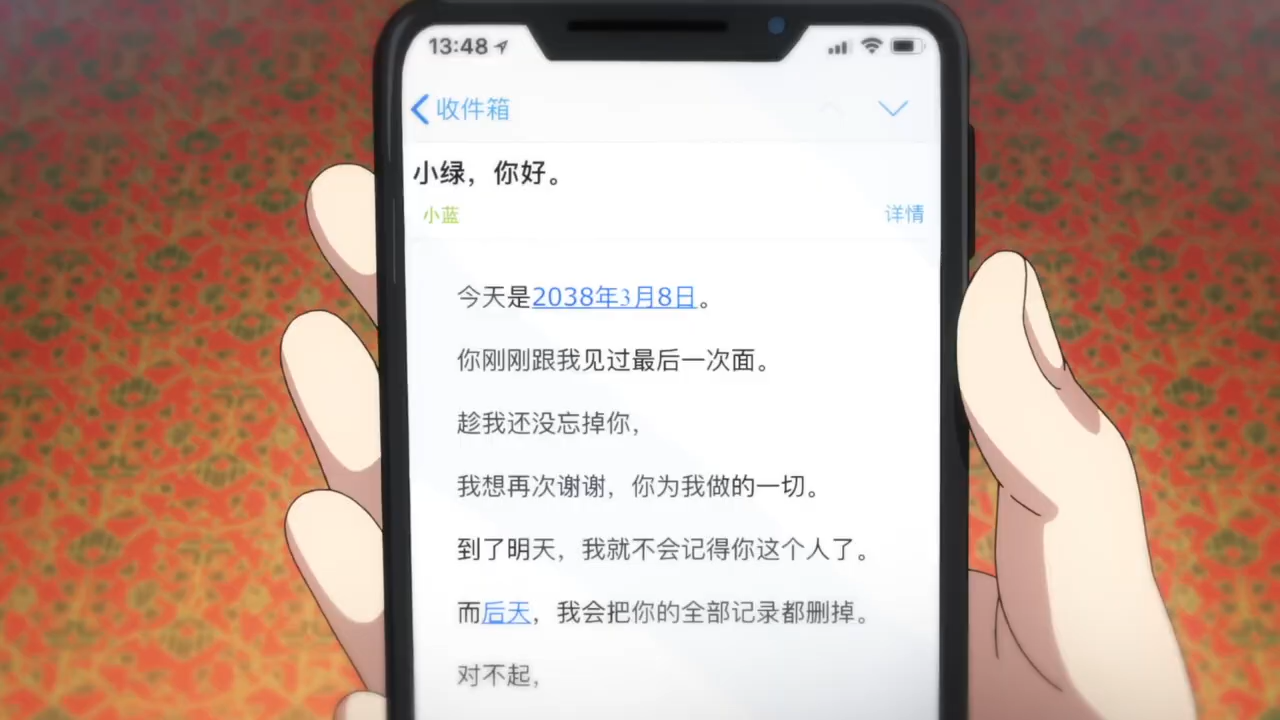 13:48
收件箱
小绿，你好。
小蓝 详情
今天是2038年3月8日。
你刚刚跟我见过最后一次面。
趁我还没忘掉你，
我想再次谢谢，你为我做的一切。
到了明天，我就不会记得你这个人了。
而后天，我会把你的全部记录都删掉。
对不起，